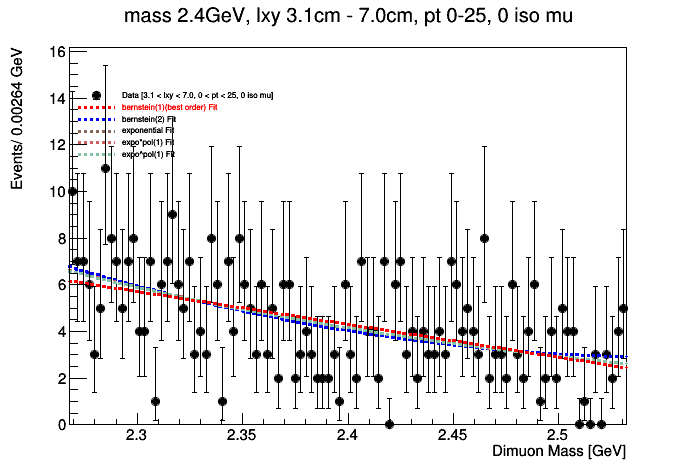 mass 2.4GeV, lxy 3.1cm - 7.0cm, pt 0-25, 0 iso mu
Events/ 0.00264 GeV
16
14
12
10
8
6
4
2
0
Data [3.1 < lxy < 7.0, 0 < pt < 25, 0 iso mu]
bernstein(1)(best order) Fit
bernstein(2) Fit
exponential Fit
expo*pol(1) Fit
expo*pol(1) Fit
2.3 2.35 2.4 2.45 2.5
Dimuon Mass [GeV]